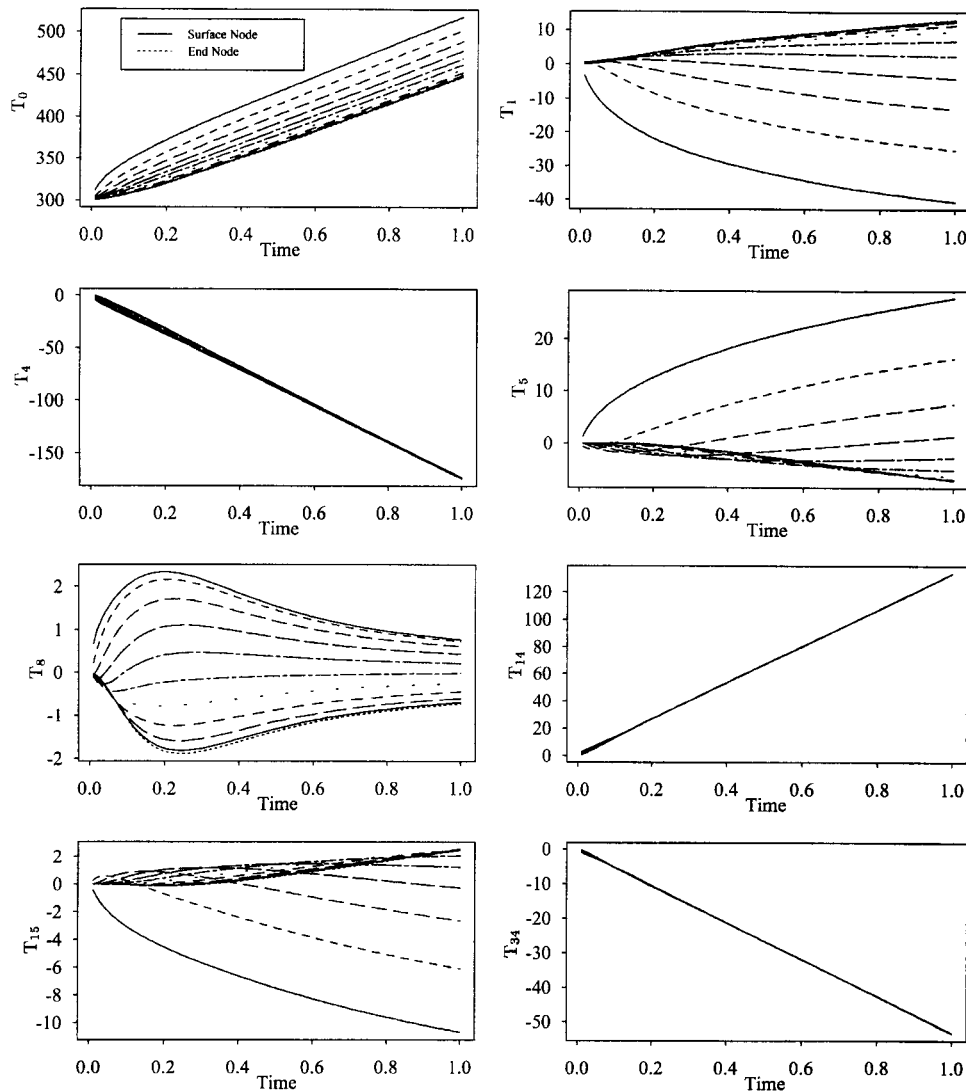 Surface Node
End Node
500
450
400
350
300
T0
0.0 0.2 0.4 0.6 0.8 1.0
Time
10
0
-10
-20
-30
-40
T1
0.0 0.2 0.4 0.6 0.8 1.0
Time
0
-50
-100
-150
T4
0.0 0.2 0.4 0.6 0.8 1.0
Time
20
10
0
T5
0.0 0.2 0.4 0.6 0.8 1.0
Time
2
1
0
-1
-2
T8
0.0 0.2 0.4 0.6 0.8 1.0
Time
120
100
80
60
40
20
0
T14
0.0 0.2 0.4 0.6 0.8 1.0
Time
2
0
-2
-4
-6
-8
-10
T15
0.0 0.2 0.4 0.6 0.8 1.0
Time
0
-10
-20
-30
-40
-50
T34
0.0 0.2 0.4 0.6 0.8 1.0
Time